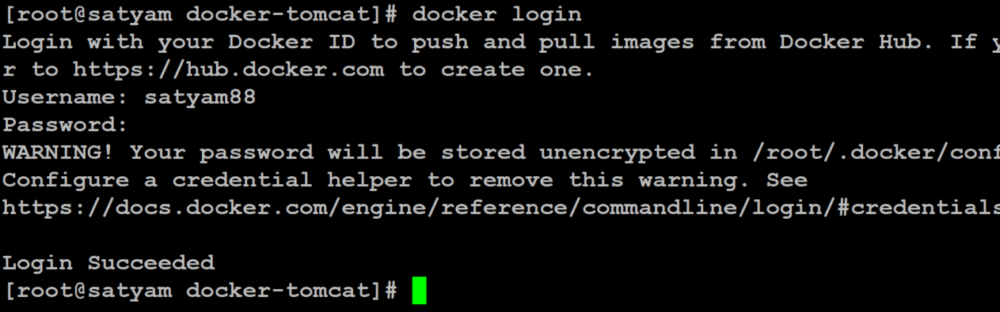 [root@satyam docker-tomcat]# docker login
Login with your Docker ID to push and pull images from Docker Hub. If
r to https://hub.docker.com to create one.
Username: satyam88
Password:
WARNING! Your password will be stored unencrypted in /root/.docker/conf
Configure a credential helper to remove this warning. See
https://docs.docker.com/engine/reference/commandline/login/#credentials

Login Succeeded
[root@satyam docker-tomcat]#